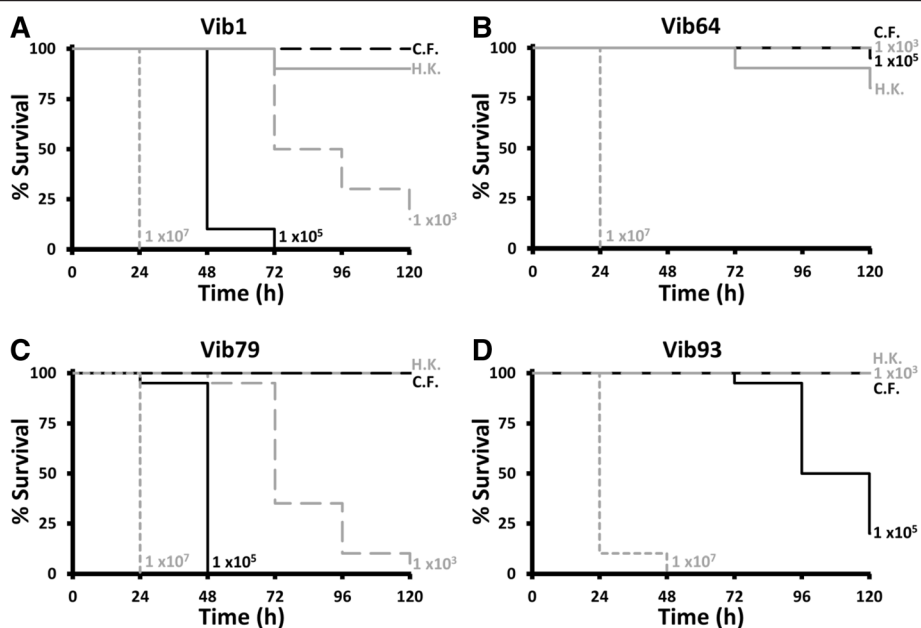 A
Vib1
% Survival
100
75
50
25
0
C.F.
H.K.
1 x10³
1 x10⁷
1 x10⁵
0 24 48 72 96 120
Time (h)
B
Vib64
% Survival
100
75
50
25
0
C.F.
1 x10³
1 x10⁵
H.K.
1 x10⁷
0 24 48 72 96 120
Time (h)
C
Vib79
% Survival
100
75
50
25
0
H.K.
C.F.
1 x10⁷
1 x10⁵
1 x10³
0 24 48 72 96 120
Time (h)
D
Vib93
% Survival
100
75
50
25
0
H.K.
1 x10³
C.F.
1 x10⁵
1 x10⁷
0 24 48 72 96 120
Time (h)